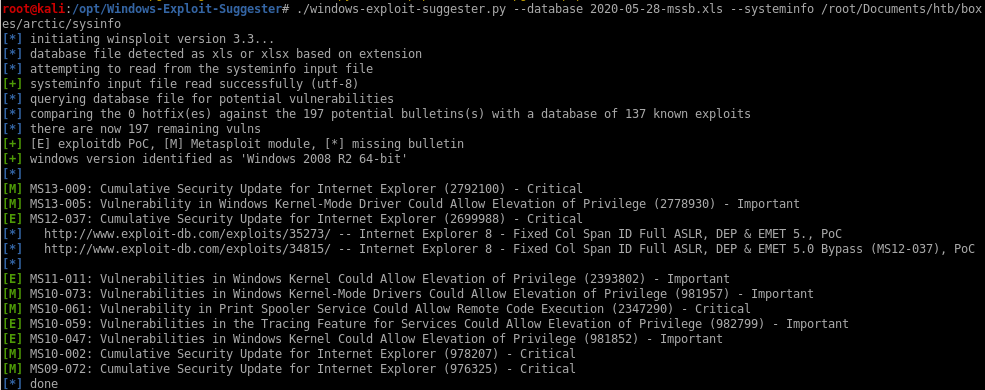 root@kali:/opt/Windows-Exploit-Suggester# ./windows-exploit-suggester.py --database 2020-05-28-mssb.xls --systeminfo /root/Documents/htb/box
es/arctic/sysinfo
[*] initiating winsploit version 3.3...
[*] database file detected as xls or xlsx based on extension
[*] attempting to read from the systeminfo input file
[+] systeminfo input file read successfully (utf-8)
[*] querying database file for potential vulnerabilities
[*] comparing the 0 hotfix(es) against the 197 potential bulletins(s) with a database of 137 known exploits
[*] there are now 197 remaining vulns
[+] [E] exploitdb PoC, [M] Metasploit module, [*] missing bulletin
[+] windows version identified as 'Windows 2008 R2 64-bit'
[*]
[M] MS13-009: Cumulative Security Update for Internet Explorer (2792100) - Critical
[M] MS13-005: Vulnerability in Windows Kernel-Mode Driver Could Allow Elevation of Privilege (2778930) - Important
[E] MS12-037: Cumulative Security Update for Internet Explorer (2699988) - Critical
[*]   http://www.exploit-db.com/exploits/35273/ -- Internet Explorer 8 - Fixed Col Span ID Full ASLR, DEP & EMET 5., PoC
[*]   http://www.exploit-db.com/exploits/34815/ -- Internet Explorer 8 - Fixed Col Span ID Full ASLR, DEP & EMET 5.0 Bypass (MS12-037), PoC
[*]
[E] MS11-011: Vulnerabilities in Windows Kernel Could Allow Elevation of Privilege (2393802) - Important
[M] MS10-073: Vulnerabilities in Windows Kernel-Mode Drivers Could Allow Elevation of Privilege (981957) - Important
[M] MS10-061: Vulnerability in Print Spooler Service Could Allow Remote Code Execution (2347290) - Critical
[E] MS10-059: Vulnerabilities in the Tracing Feature for Services Could Allow Elevation of Privilege (982799) - Important
[E] MS10-047: Vulnerabilities in Windows Kernel Could Allow Elevation of Privilege (981852) - Important
[M] MS10-002: Cumulative Security Update for Internet Explorer (978207) - Critical
[M] MS09-072: Cumulative Security Update for Internet Explorer (976325) - Critical
[*] done